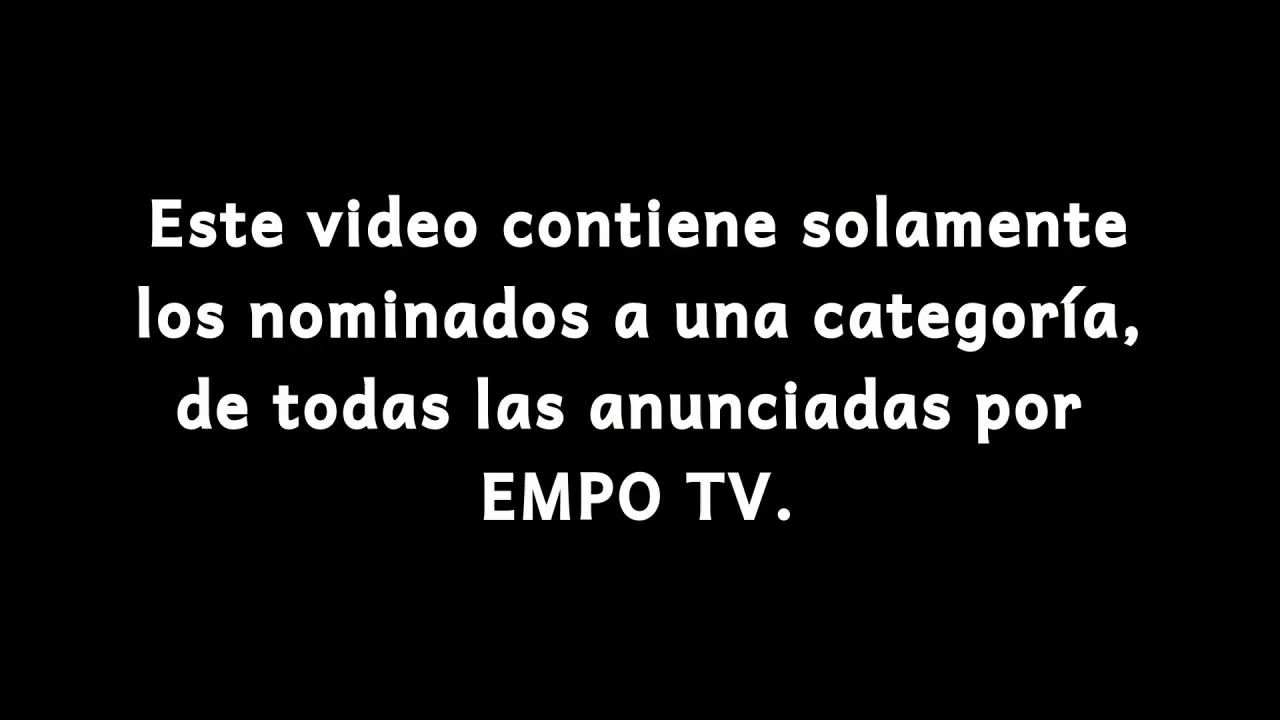 Este video contiene solamente
los nominados a una categoría,
de todas las anunciadas por
EMPO TV.